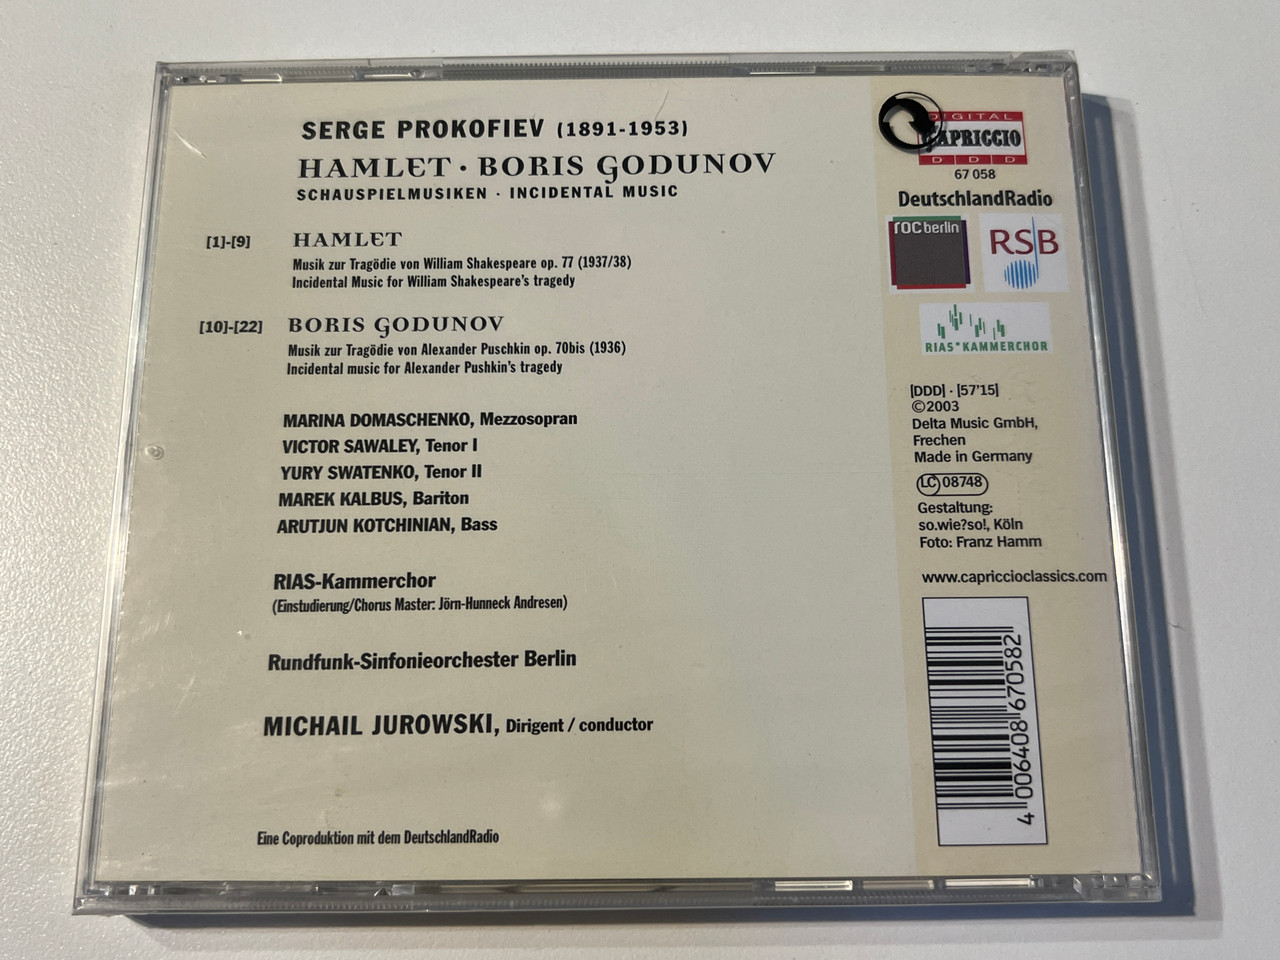 SERGE PROKOFIEV (1891-1953)
HAMLET · BORIS GODUNOV
SCHAUSPIELMUSIKEN · INCIDENTAL MUSIC
[1]-[9] HAMLET
Musik zur Tragödie von William Shakespeare op. 77 (1937/38)
Incidental Music for William Shakespeare's tragedy
[10]-[22] BORIS GODUNOV
Musik zur Tragödie von Alexander Puschkin op. 70bis (1936)
Incidental music for Alexander Pushkin's tragedy
MARINA DOMASCHENKO, Mezzosopran
VICTOR SAWALEY, Tenor I
YURY SWATENKO, Tenor II
MAREK KALBUS, Bariton
ARUTJUN KOTCHINIAN, Bass
RIAS-Kammerchor
(Einstudierung/Chorus Master: Jörn-Hunneck Andresen)
Rundfunk-Sinfonieorchester Berlin
MICHAIL JUROWSKI, Dirigent / conductor
Eine Coproduktion mit dem DeutschlandRadio
DIGITAL
CAPRICCIO
D D D
67 058
DeutschlandRadio
roc berlin
RSB
RIAS KAMMERCHOR
[DDD] · [57'15]
©2003
Delta Music GmbH,
Frechen
Made in Germany
LC 08748
Gestaltung:
so.wie?so!, Köln
Foto: Franz Hamm
www.capriccioclassics.com
4 006408 670582